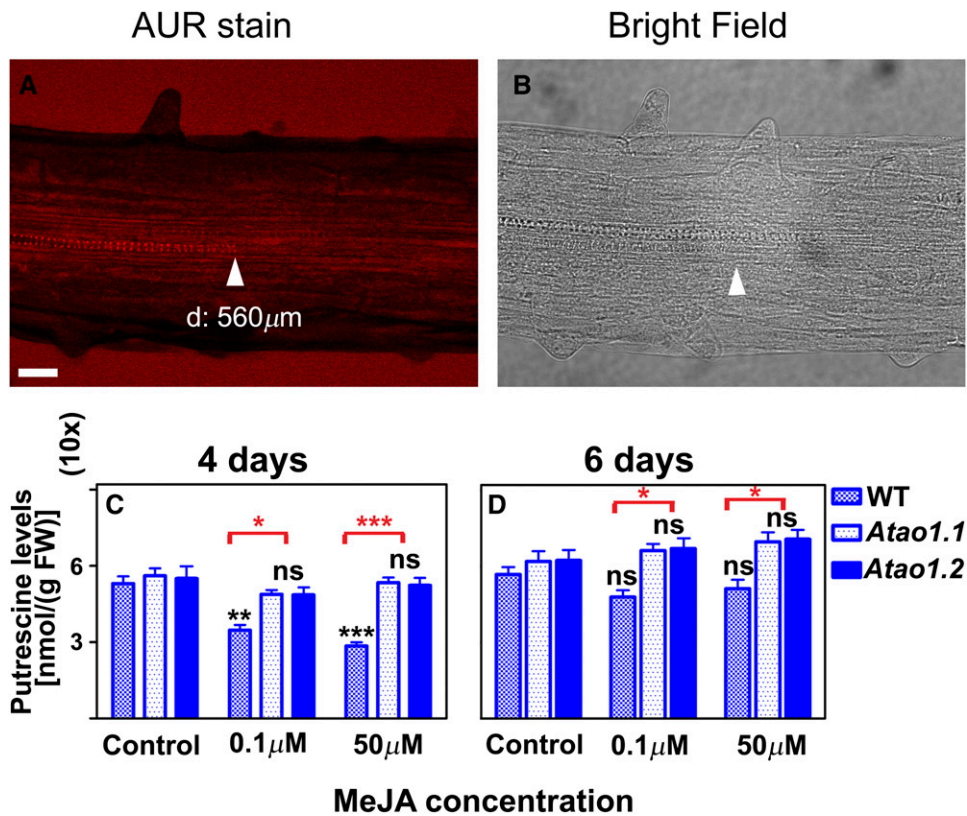 AUR stain
Bright Field
A
d: 560μm
B
4 days
6 days
Putrescine levels
[nmol/(g FW)]
(10x)
6
3
C
*
***
ns
ns
**
***
Control
0.1μM
50μM
D
*
*
ns
ns
ns
ns
Control
0.1μM
50μM
WT
Atao1.1
Atao1.2
MeJA concentration